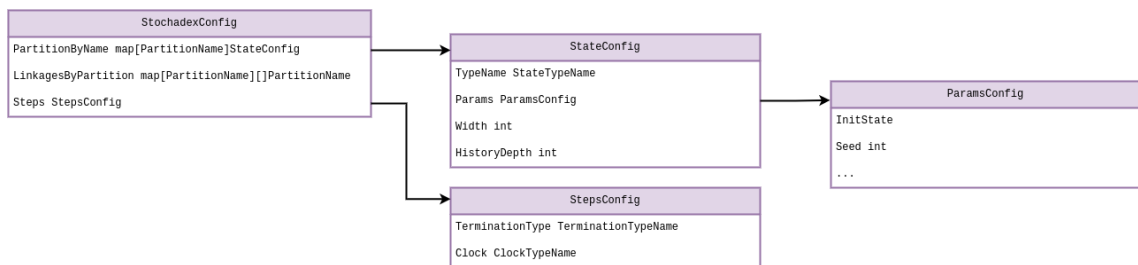 StochadexConfig
PartitionByName map[PartitionName]StateConfig
LinkagesByPartition map[PartitionName][]PartitionName
Steps StepsConfig
StateConfig
TypeName StateTypeName
Params ParamsConfig
Width int
HistoryDepth int
StepsConfig
TerminationType TerminationTypeName
Clock ClockTypeName
ParamsConfig
InitState
Seed int
...